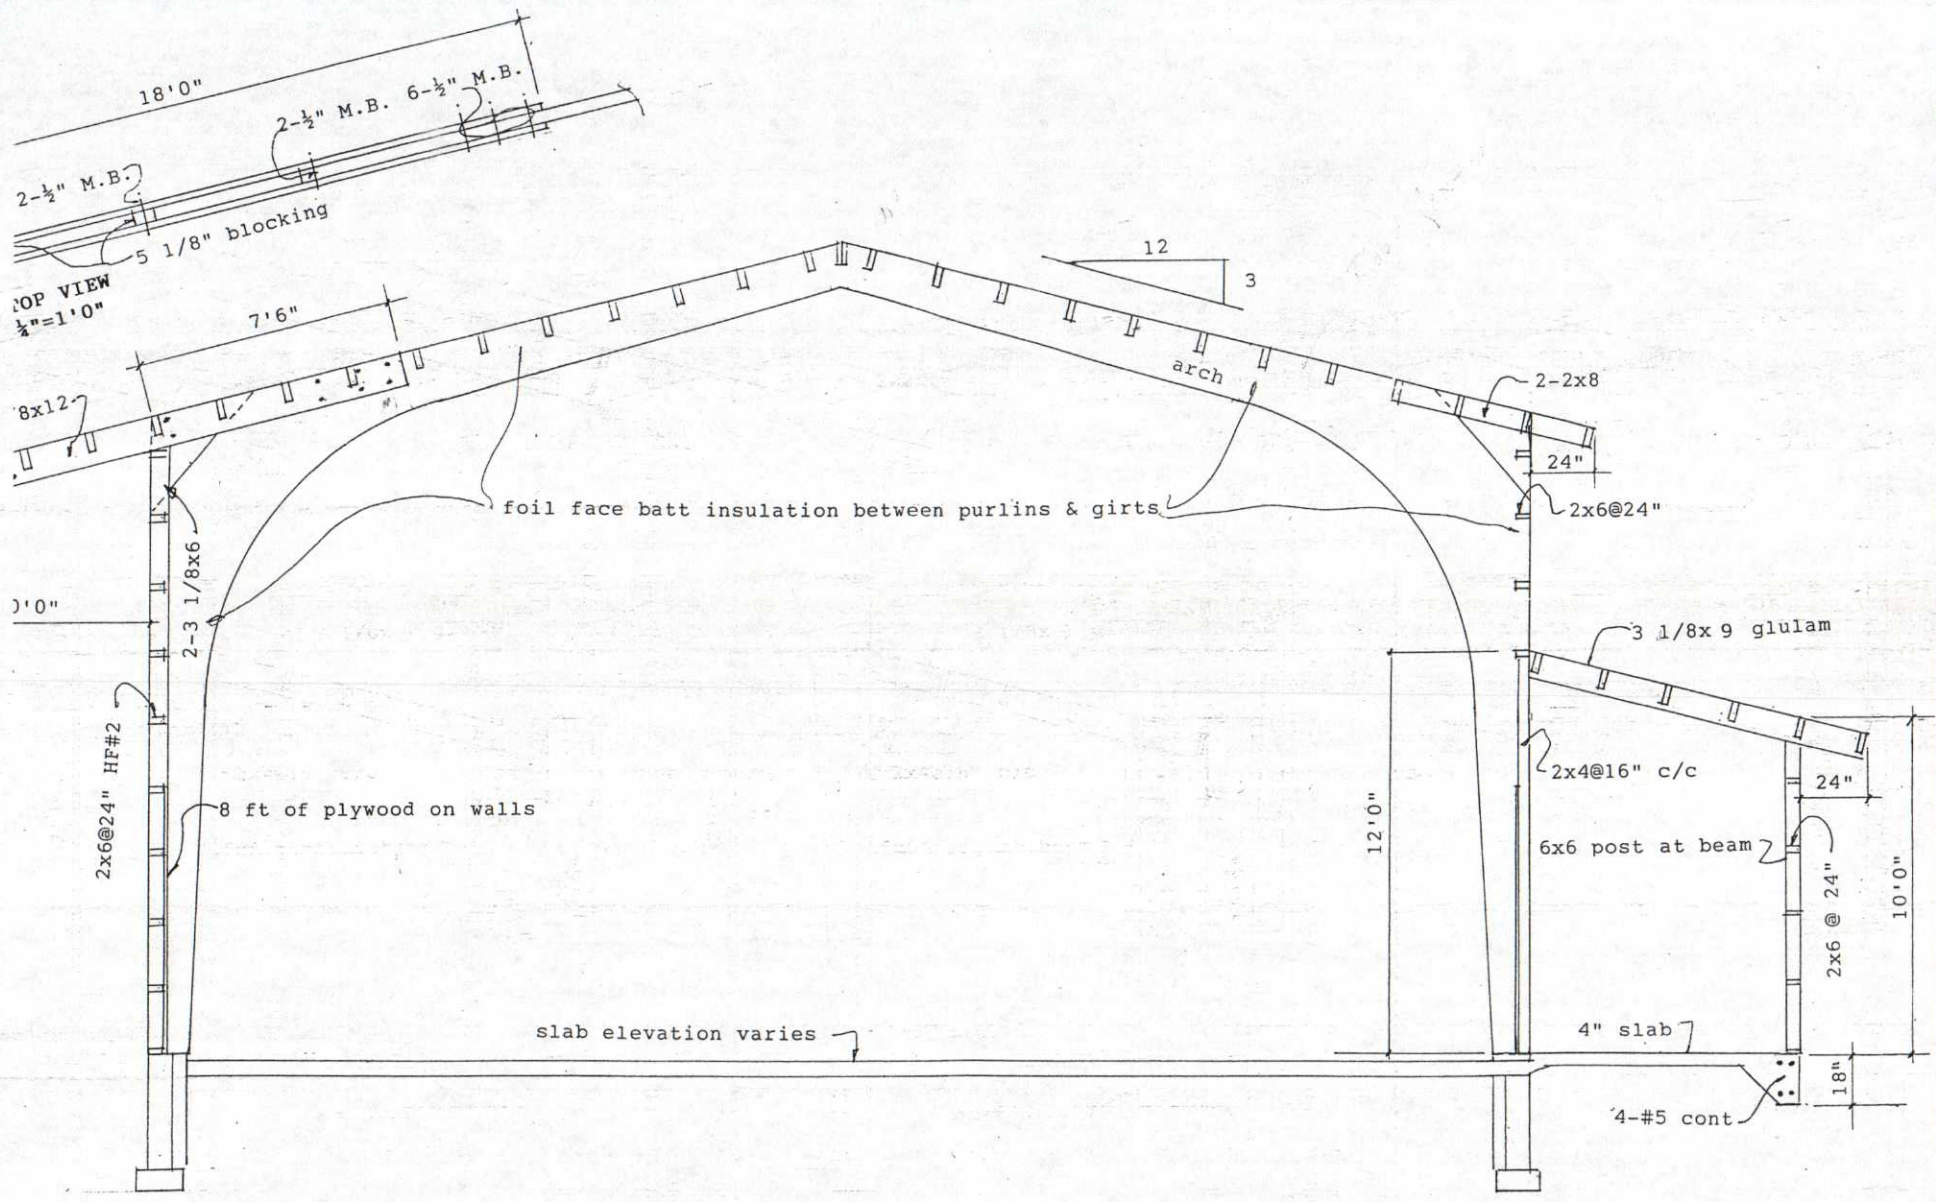 18'0"
2-½" M.B.
6-½" M.B.
2-½" M.B.
5 1/8" blocking
TOP VIEW
¼"=1'0"
7'6"
8x12
12
3
arch
2-2x8
24"
2x6@24"
foil face batt insulation between purlins & girts
2-3 1/8x6
0'0"
3 1/8x 9 glulam
2x6@24" HF#2
8 ft of plywood on walls
2x4@16" c/c
24"
12'0"
6x6 post at beam
2x6 @ 24"
10'0"
slab elevation varies
4" slab
18"
4-#5 cont